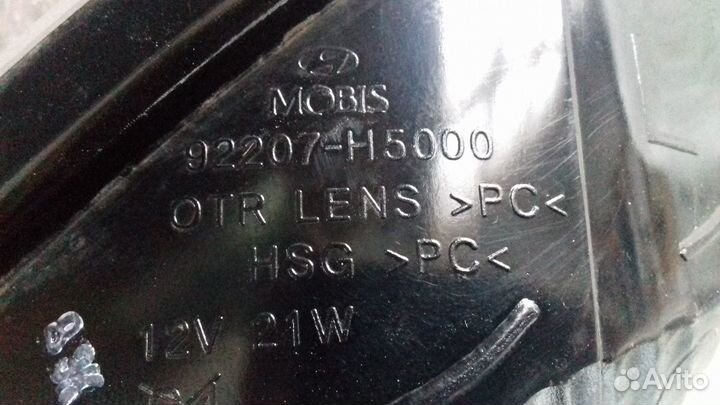 MOBIS
92207-H5000
OTR LENS >PC<
HSG >PC<
12V 21W
Avito